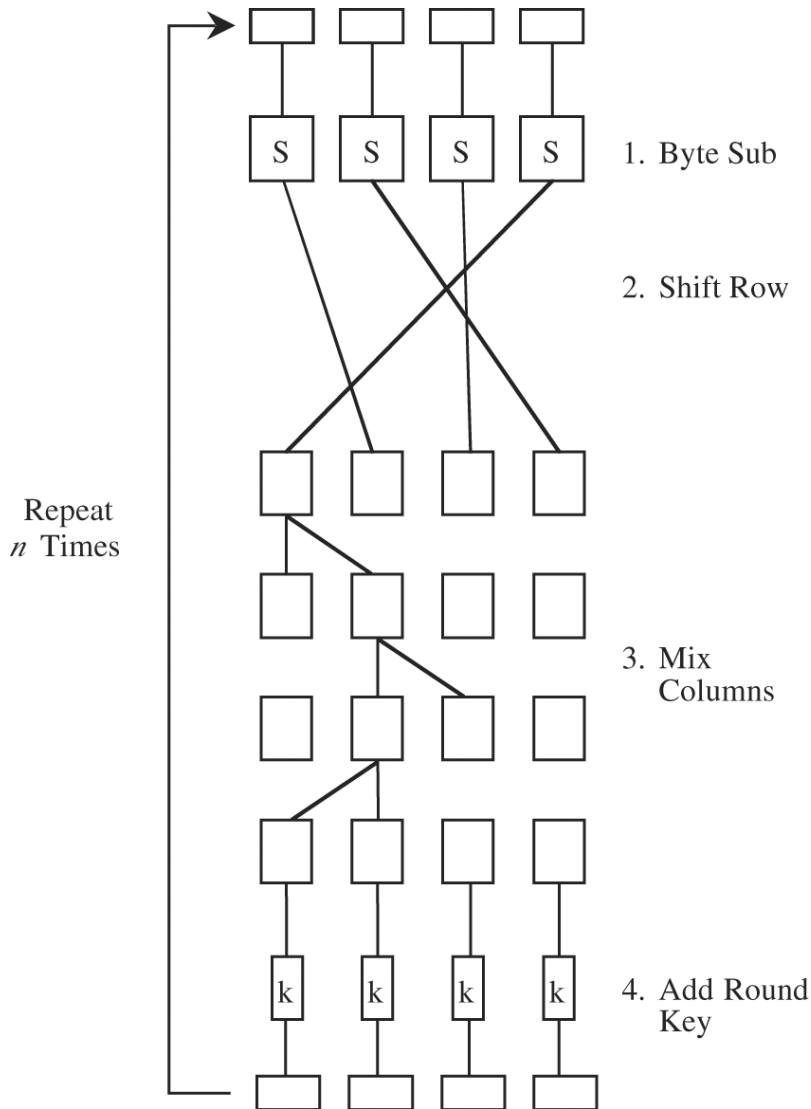 S S S S
1. Byte Sub
2. Shift Row
Repeat
n Times
3. Mix
Columns
k k k k
4. Add Round
Key